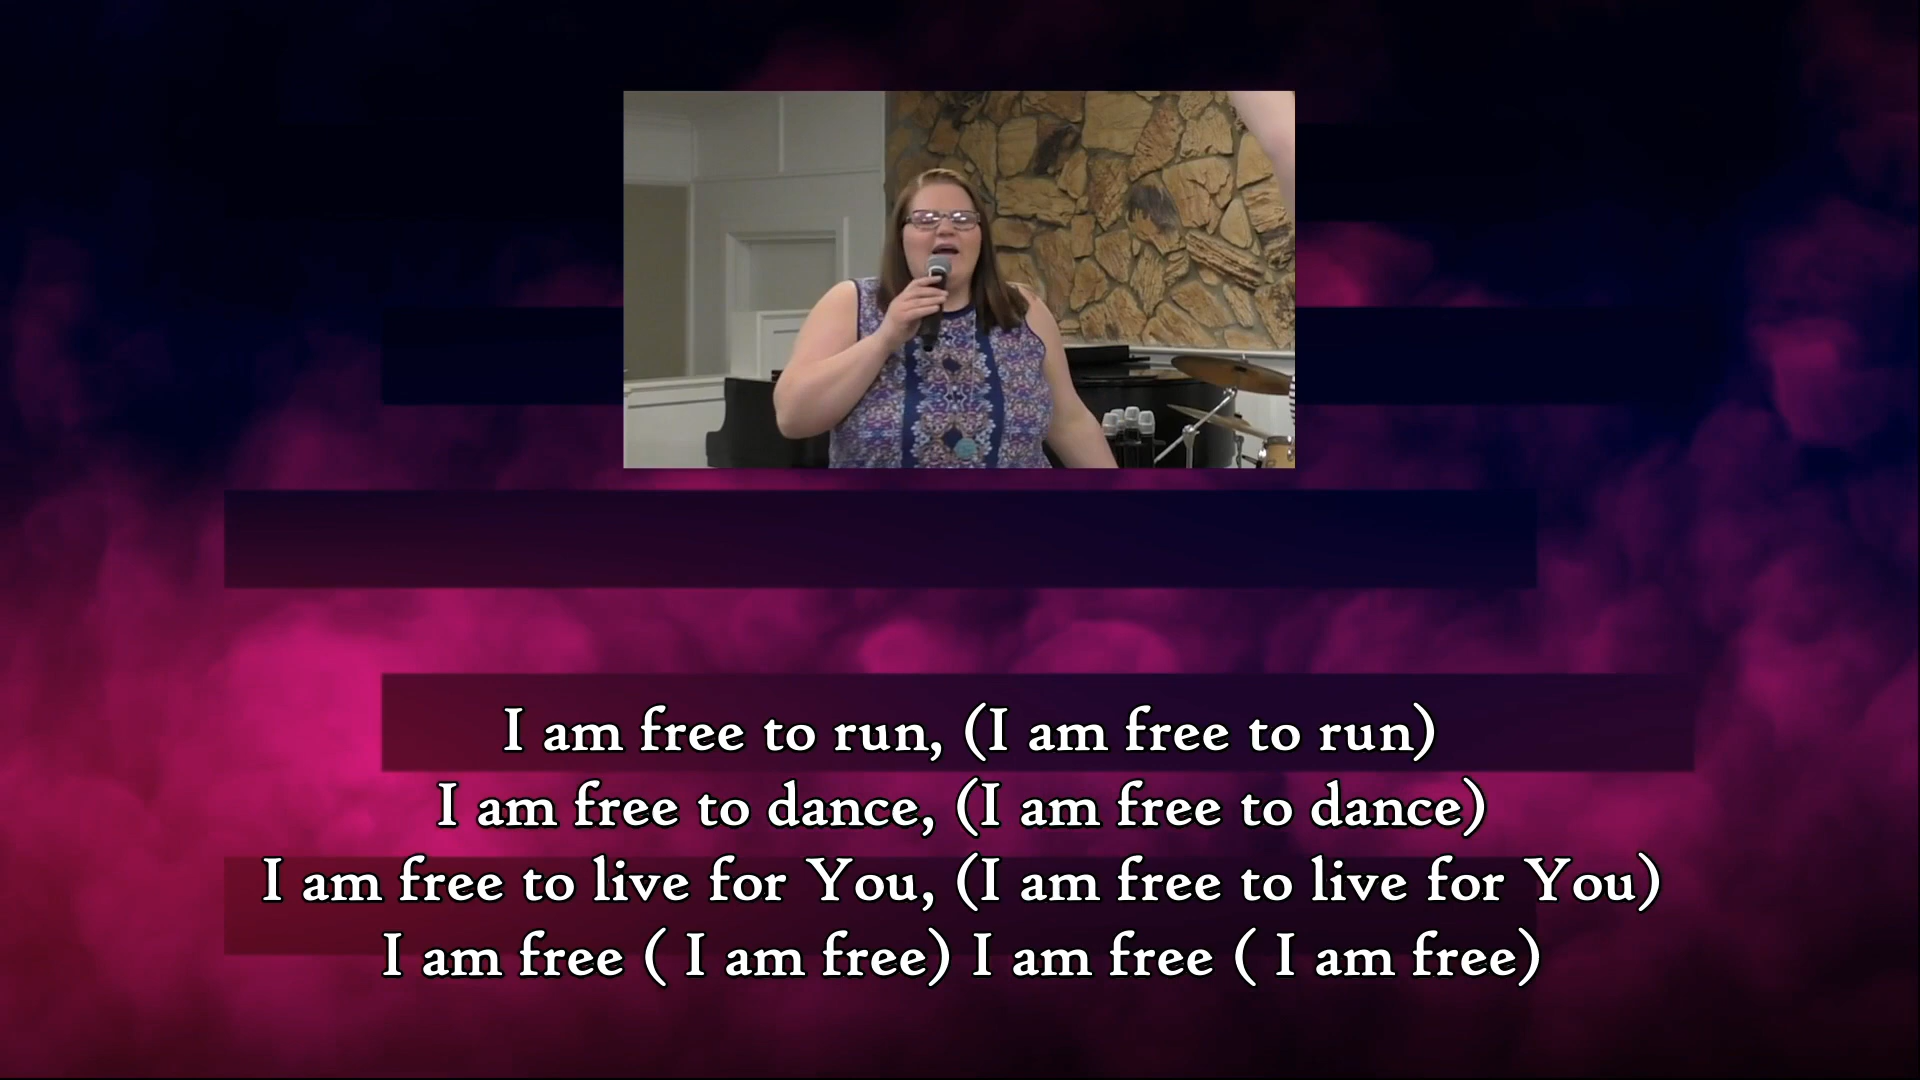 I am free to run, (I am free to run)
I am free to dance, (I am free to dance)
I am free to live for You, (I am free to live for You)
I am free ( I am free) I am free ( I am free)